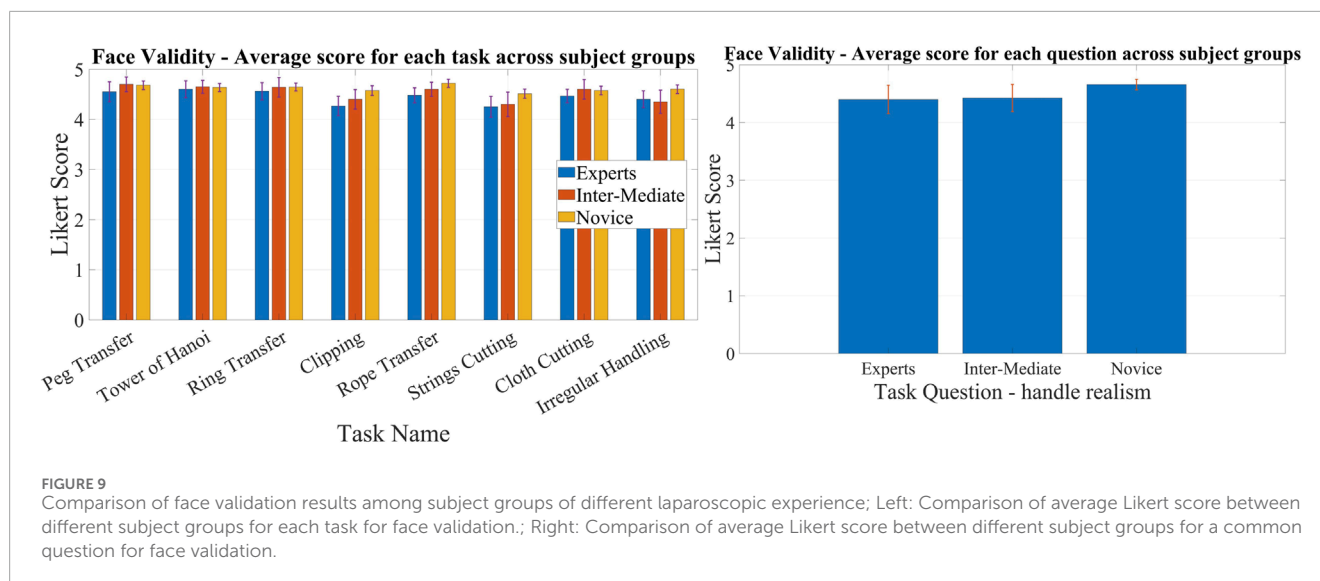 Face Validity - Average score for each task across subject groups
5
4
3
2
1
0
Likert Score
Experts
Inter-Mediate
Novice
Peg Transfer
Tower of Hanoi
Ring Transfer
Clipping
Rope Transfer
Strings Cutting
Cloth Cutting
Irregular Handling
Task Name
Face Validity - Average score for each question across subject groups
5
4
3
2
1
0
Likert Score
Experts
Inter-Mediate
Novice
Task Question - handle realism
FIGURE 9
Comparison of face validation results among subject groups of different laparoscopic experience; Left: Comparison of average Likert score between
different subject groups for each task for face validation.; Right: Comparison of average Likert score between different subject groups for a common
question for face validation.